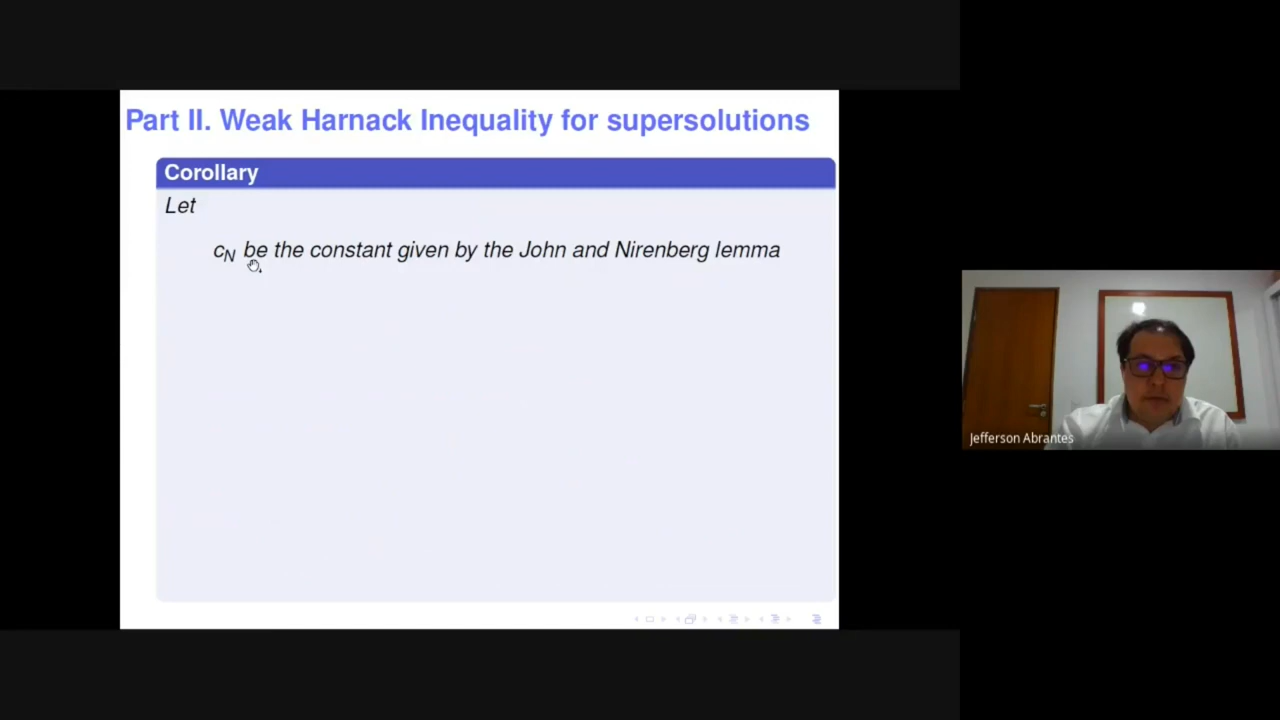 Part II. Weak Harnack Inequality for supersolutions
Corollary
Let
c_N be the constant given by the John and Nirenberg lemma
Jefferson Abrantes